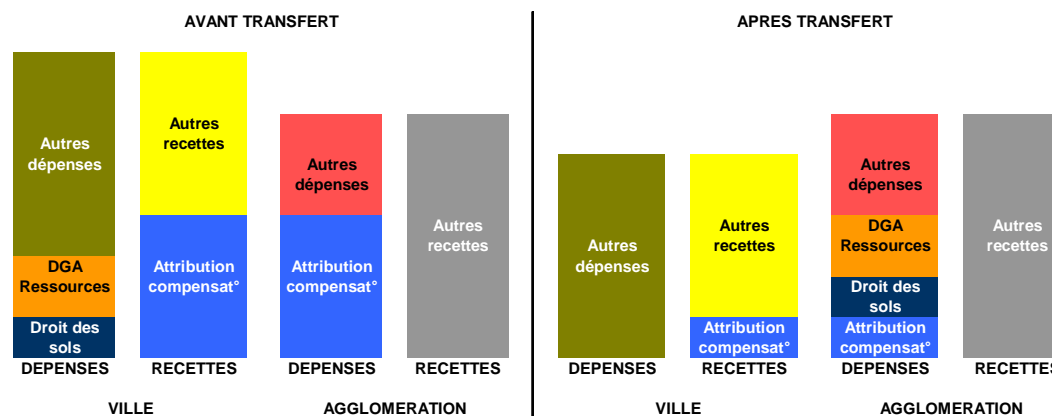 AVANT TRANSFERT
Autres
dépenses
DGA
Ressources
Droit des
sols
DEPENSES
Autres
recettes
Attribution
compensat°
RECETTES
VILLE
Autres
dépenses
Attribution
compensat°
DEPENSES
Autres
recettes
RECETTES
AGGLOMERATION
APRES TRANSFERT
Autres
dépenses
DEPENSES
Autres
recettes
Attribution
compensat°
RECETTES
VILLE
Autres
dépenses
DGA
Ressources
Droit des
sols
Attribution
compensat°
DEPENSES
Autres
recettes
RECETTES
AGGLOMERATION